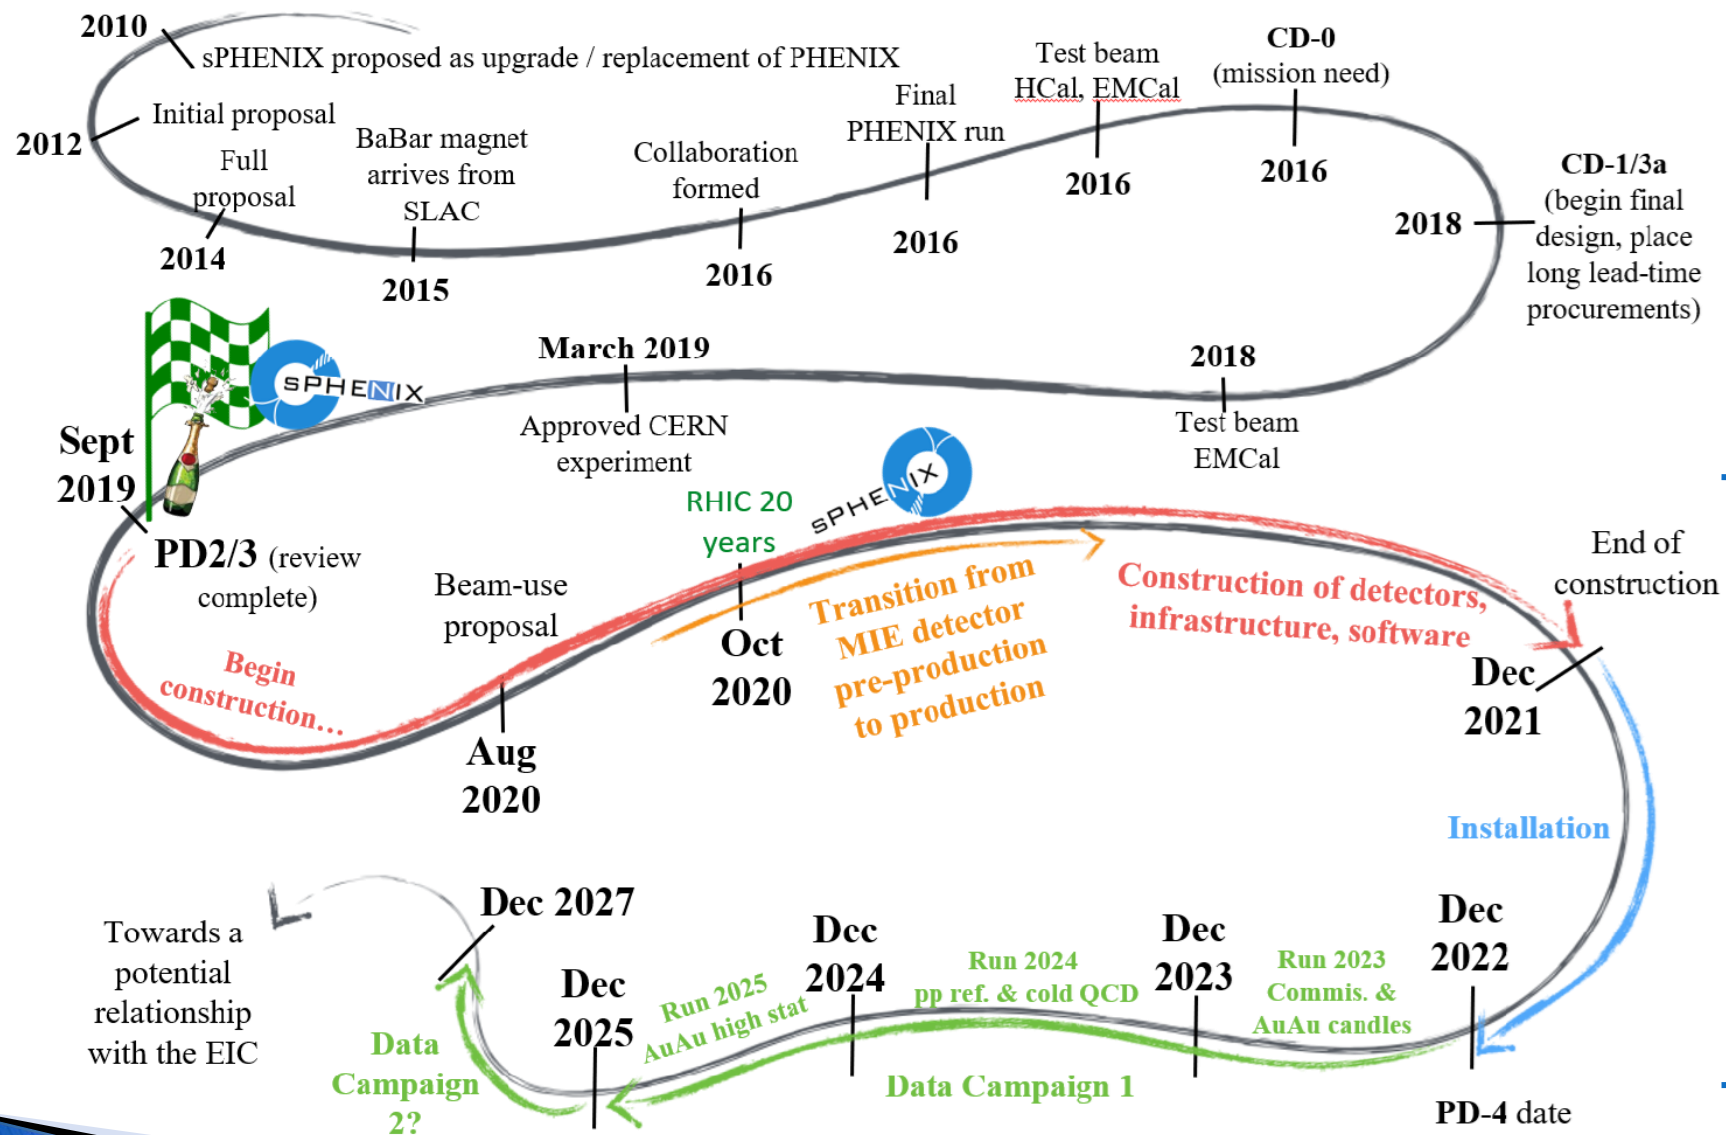 2010
sPHENIX proposed as upgrade / replacement of PHENIX
2012
Initial proposal
Full
proposal
2014
BaBar magnet
arrives from
SLAC
2015
Collaboration
formed
2016
Final
PHENIX run
2016
Test beam
HCal, EMCal
2016
CD-0
(mission need)
2016
2018
CD-1/3a
(begin final
design, place
long lead-time
procurements)
2018
Test beam
EMCal
March 2019
Approved CERN
experiment
sPHENIX
Sept
2019
PD2/3 (review
complete)
Begin
construction...
Beam-use
proposal
Aug
2020
RHIC 20
years
Oct
2020
sPHENIX
Transition from
MIE detector
pre-production
to production
Construction of detectors,
infrastructure, software
End of
construction
Dec
2021
Installation
Dec
2022
PD-4 date
Run 2023
Commis. &
AuAu candles
Dec
2023
Run 2024
pp ref. & cold QCD
Data Campaign 1
Dec
2024
Run 2025
AuAu high stat
Dec
2025
Data
Campaign
2?
Dec 2027
Towards a
potential
relationship
with the EIC